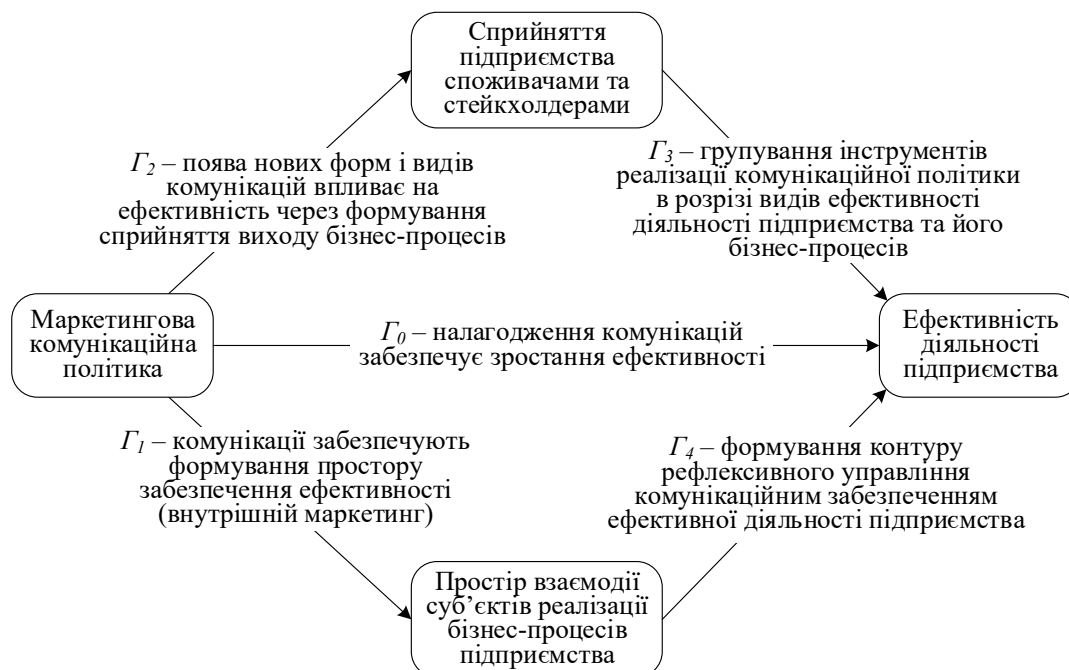 Сприйняття
підприємства
споживачами та
стейкхолдерами
Г2 – поява нових форм і видів
комунікацій впливає на
ефективність через формування
сприйняття виходу бізнес-процесів
Г3 – групування інструментів
реалізації комунікаційної політики
в розрізі видів ефективності
діяльності підприємства та його
бізнес-процесів
Маркетингова
комунікаційна
політика
Г0 – налагодження комунікацій
забезпечує зростання ефективності
Ефективність
діяльності
підприємства
Г1 – комунікації забезпечують
формування простору
забезпечення ефективності
(внутрішній маркетинг)
Г4 – формування контуру
рефлексивного управління
комунікаційним забезпеченням
ефективної діяльності підприємства
Простір взаємодії
суб’єктів реалізації
бізнес-процесів
підприємства